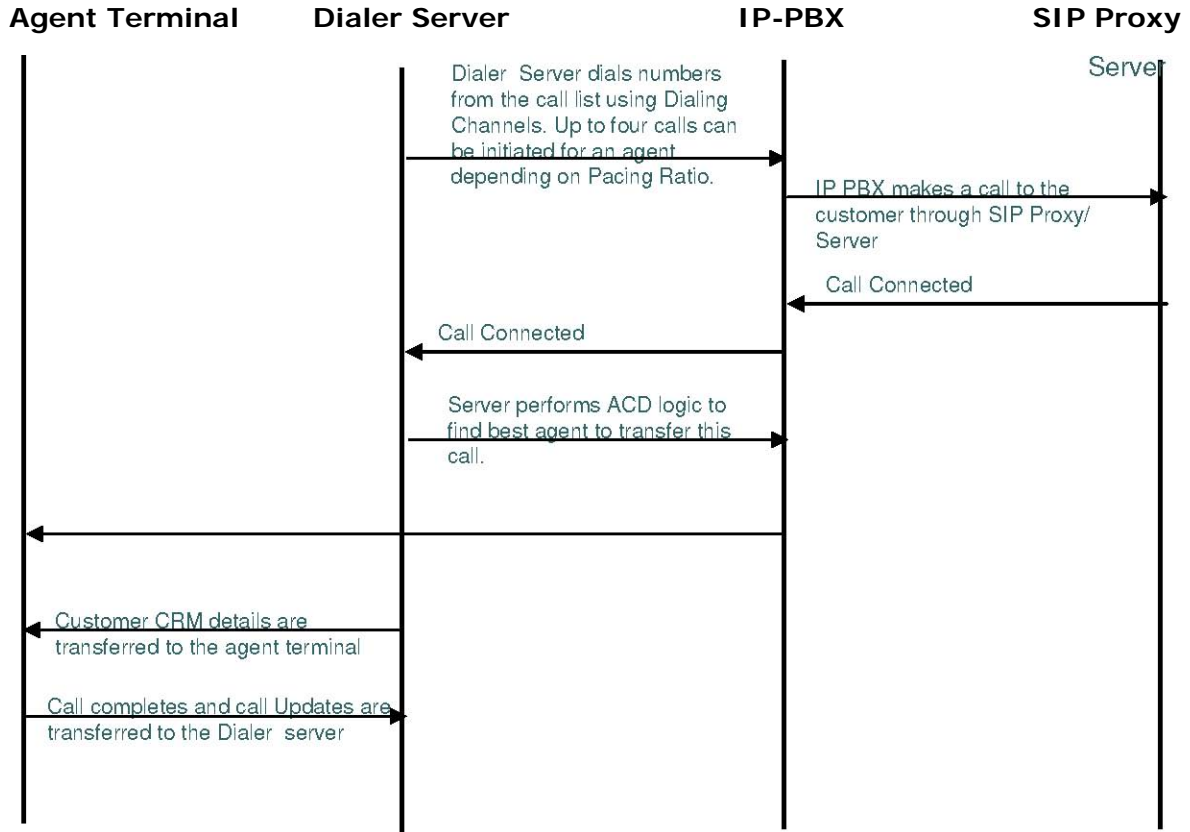 Agent Terminal Dialer Server IP-PBX SIP Proxy
Server
Dialer Server dials numbers
from the call list using Dialing
Channels. Up to four calls can
be initiated for an agent
depending on Pacing Ratio.
IP PBX makes a call to the
customer through SIP Proxy/
Server
Call Connected
Call Connected
Server performs ACD logic to
find best agent to transfer this
call.
Customer CRM details are
transferred to the agent terminal
Call completes and call Updates are
transferred to the Dialer server